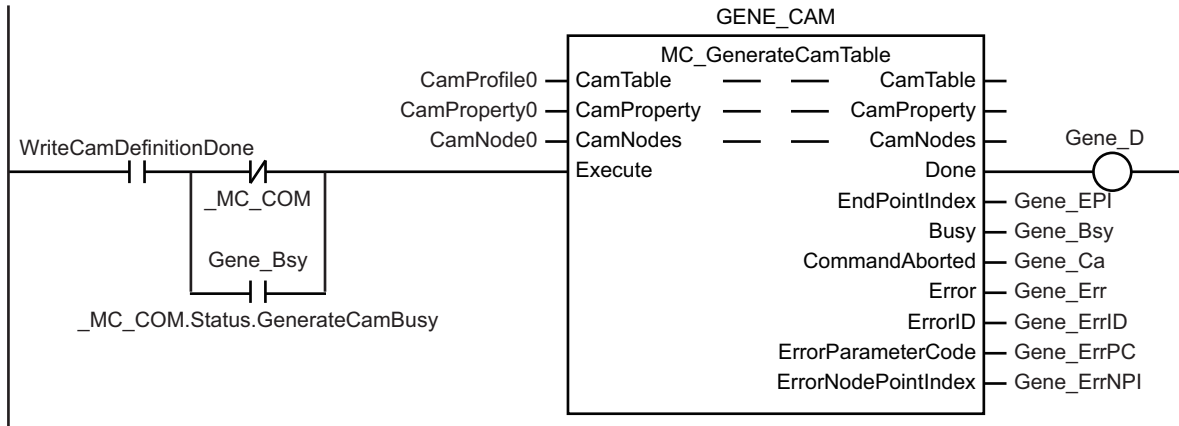 GENE_CAM
MC_GenerateCamTable
CamProfile0 CamTable CamTable
CamProperty0 CamProperty CamProperty
CamNode0 CamNodes CamNodes Gene_D
WriteCamDefinitionDone
Execute Done
_MC_COM EndPointIndex Gene_EPI
Busy Gene_Bsy
Gene_Bsy CommandAborted Gene_Ca
Error Gene_Err
_MC_COM.Status.GenerateCamBusy ErrorID Gene_ErrID
ErrorParameterCode Gene_ErrPC
ErrorNodePointIndex Gene_ErrNPI